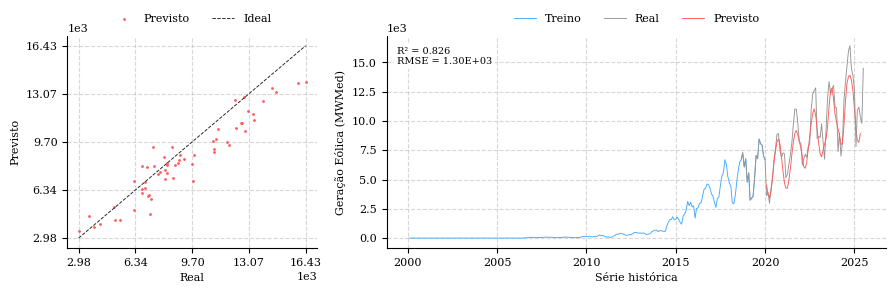 Previsto Ideal
1e3
16.43
13.07
9.70
6.34
2.98
Previsto
2.98 6.34 9.70 13.07 16.43
1e3
Real
Treino Real Previsto
1e3
R² = 0.826
RMSE = 1.30E+03
15.0
12.5
10.0
7.5
5.0
2.5
0.0
Geração Eólica (MWMed)
2000 2005 2010 2015 2020 2025
Série histórica